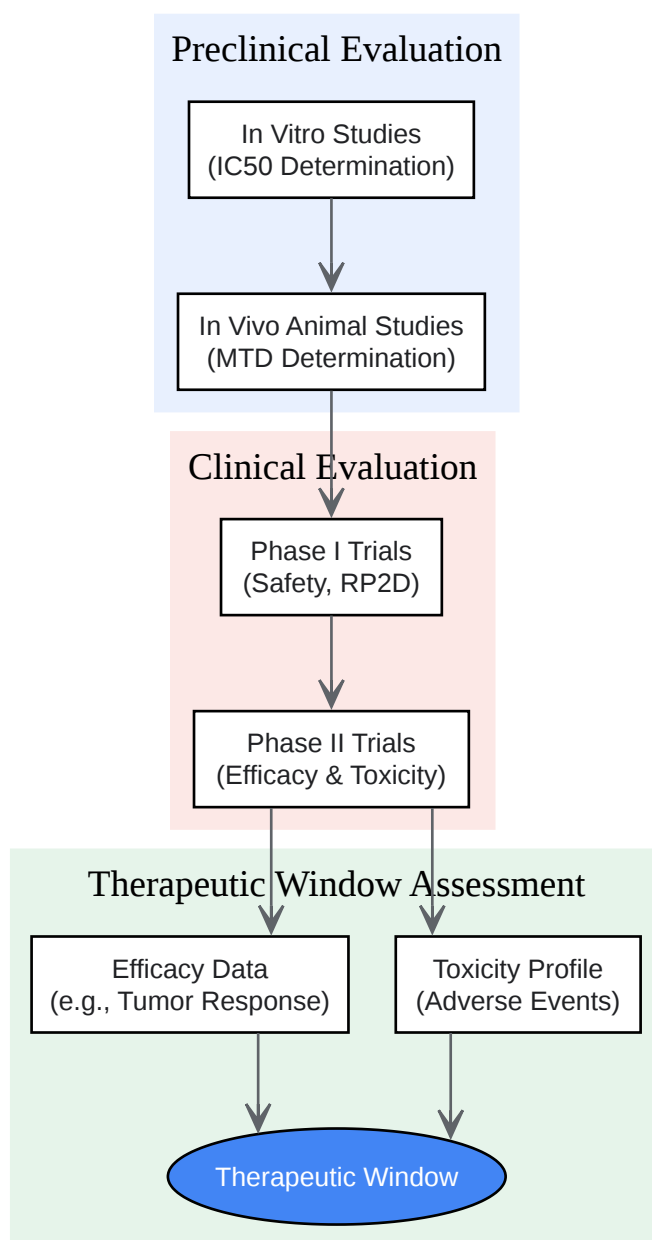 Preclinical Evaluation
In Vitro Studies
(IC50 Determination)
In Vivo Animal Studies
(MTD Determination)
Clinical Evaluation
Phase I Trials
(Safety, RP2D)
Phase II Trials
(Efficacy & Toxicity)
Therapeutic Window Assessment
Efficacy Data
(e.g., Tumor Response)
Toxicity Profile
(Adverse Events)
Therapeutic Window